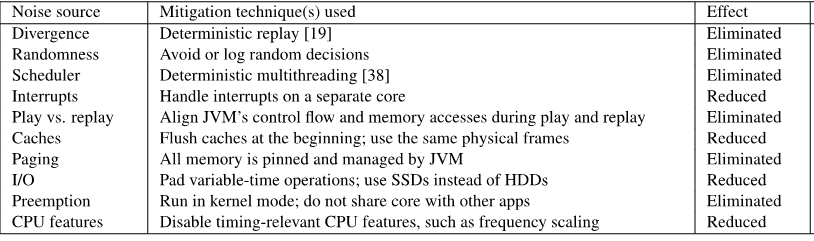 Noise source Mitigation technique(s) used Effect
Divergence Deterministic replay [19] Eliminated
Randomness Avoid or log random decisions Eliminated
Scheduler Deterministic multithreading [38] Eliminated
Interrupts Handle interrupts on a separate core Reduced
Play vs. replay Align JVM's control flow and memory accesses during play and replay Eliminated
Caches Flush caches at the beginning; use the same physical frames Reduced
Paging All memory is pinned and managed by JVM Eliminated
I/O Pad variable-time operations; use SSDs instead of HDDs Reduced
Preemption Run in kernel mode; do not share core with other apps Eliminated
CPU features Disable timing-relevant CPU features, such as frequency scaling Reduced